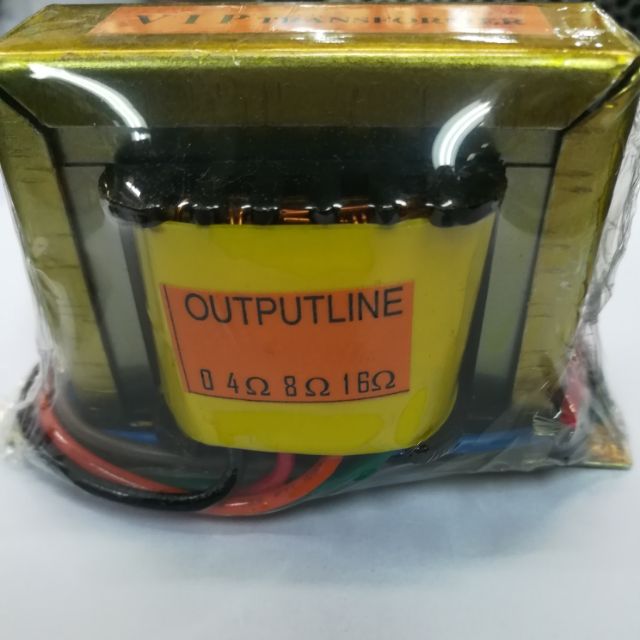 VIP TRANSFORMER
OUTPUTLINE
0 4Ω 8Ω 16Ω